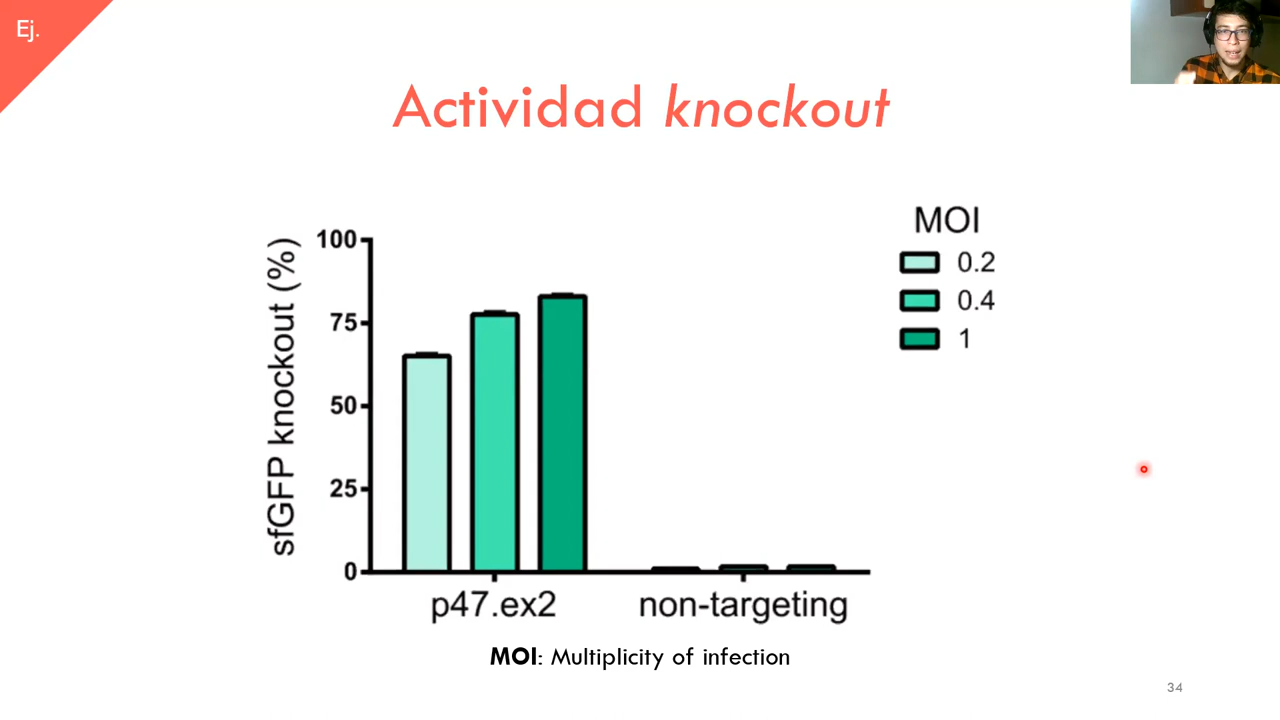 Ej.
Actividad knockout
MOI
0.2
0.4
1
sfGFP knockout (%)
100
75
50
25
0
p47.ex2
non-targeting
MOI: Multiplicity of infection
34